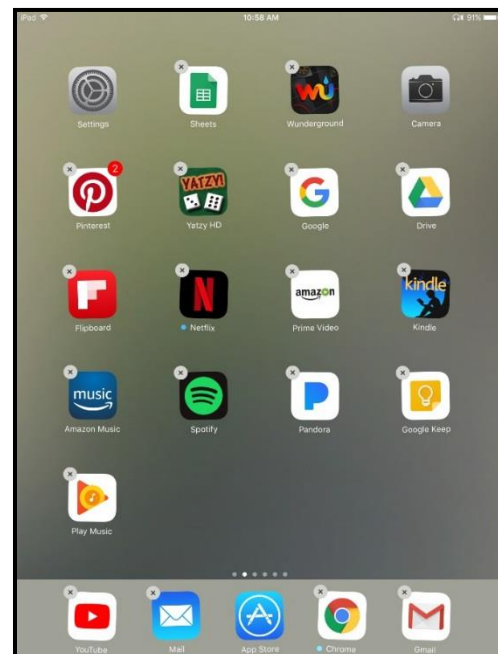 iPad 10:58 AM 91%
Settings Sheets Wunderground Camera
2
YATZY!
Pinterest Yatzy HD Google Drive
amazon kindle
Flipboard Netflix Prime Video Kindle
music
Amazon Music Spotify Pandora Google Keep
Play Music
YouTube Mail App Store Chrome Gmail